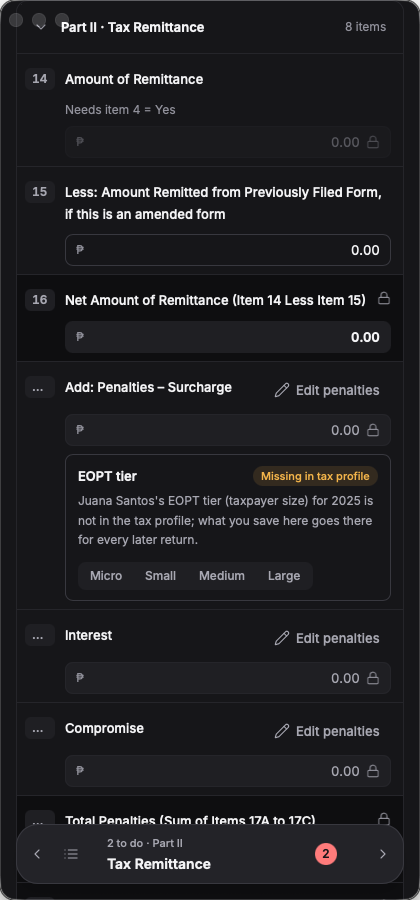 Part II · Tax Remittance
8 items
14
Amount of Remittance
Needs item 4 = Yes
₱
0.00
15
Less: Amount Remitted from Previously Filed Form,
if this is an amended form
₱
0.00
16
Net Amount of Remittance (Item 14 Less Item 15)
₱
0.00
...
Add: Penalties – Surcharge
Edit penalties
₱
0.00
EOPT tier
Missing in tax profile
Juana Santos's EOPT tier (taxpayer size) for 2025 is
not in the tax profile; what you save here goes there
for every later return.
Micro
Small
Medium
Large
...
Interest
Edit penalties
₱
0.00
...
Compromise
Edit penalties
₱
0.00
...
Total Penalties (Sum of Items 17A to 17C)
2 to do · Part II
Tax Remittance
2